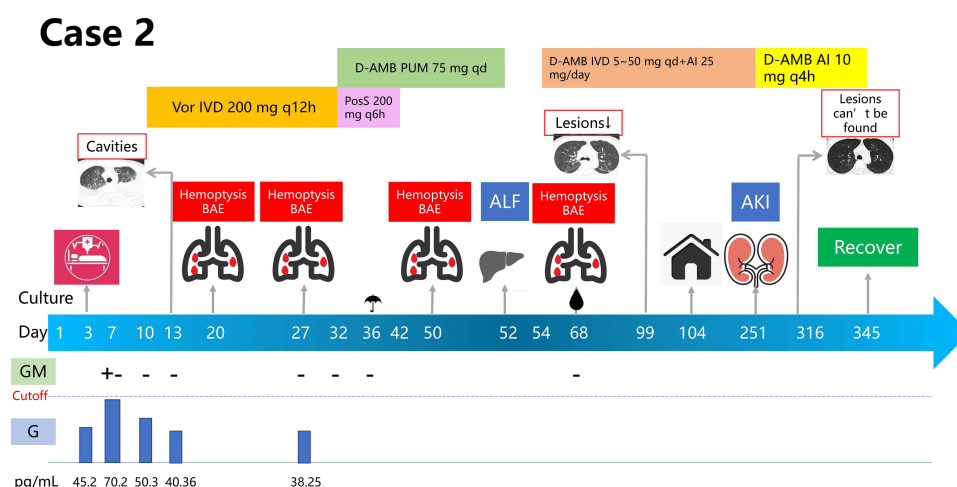 Case 2
D-AMB PUM 75 mg qd
D-AMB IVD 5~50 mg qd+AI 25
mg/day
D-AMB AI 10
mg q4h
Vor IVD 200 mg q12h
PosS 200
mg q6h
Cavities
Lesions↓
Lesions
can't be
found
Hemoptysis
BAE
Hemoptysis
BAE
Hemoptysis
BAE
ALF
Hemoptysis
BAE
AKI
Recover
Culture
Day 1 3 7 10 13 20 27 32 36 42 50 52 54 68 99 104 251 316 345
GM +- - - - - - -
Cutoff
G
pg/mL 45.2 70.2 50.3 40.36 38.25